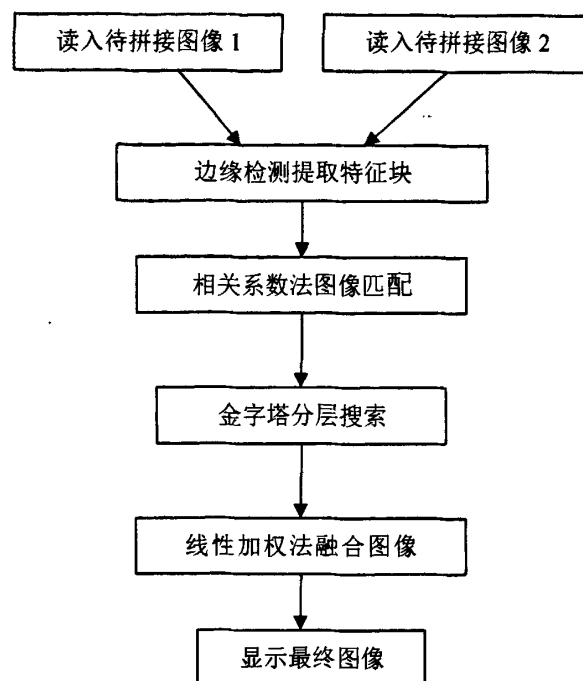 读入待拼接图像 1
读入待拼接图像 2
边缘检测提取特征块
相关系数法图像匹配
金字塔分层搜索
线性加权法融合图像
显示最终图像